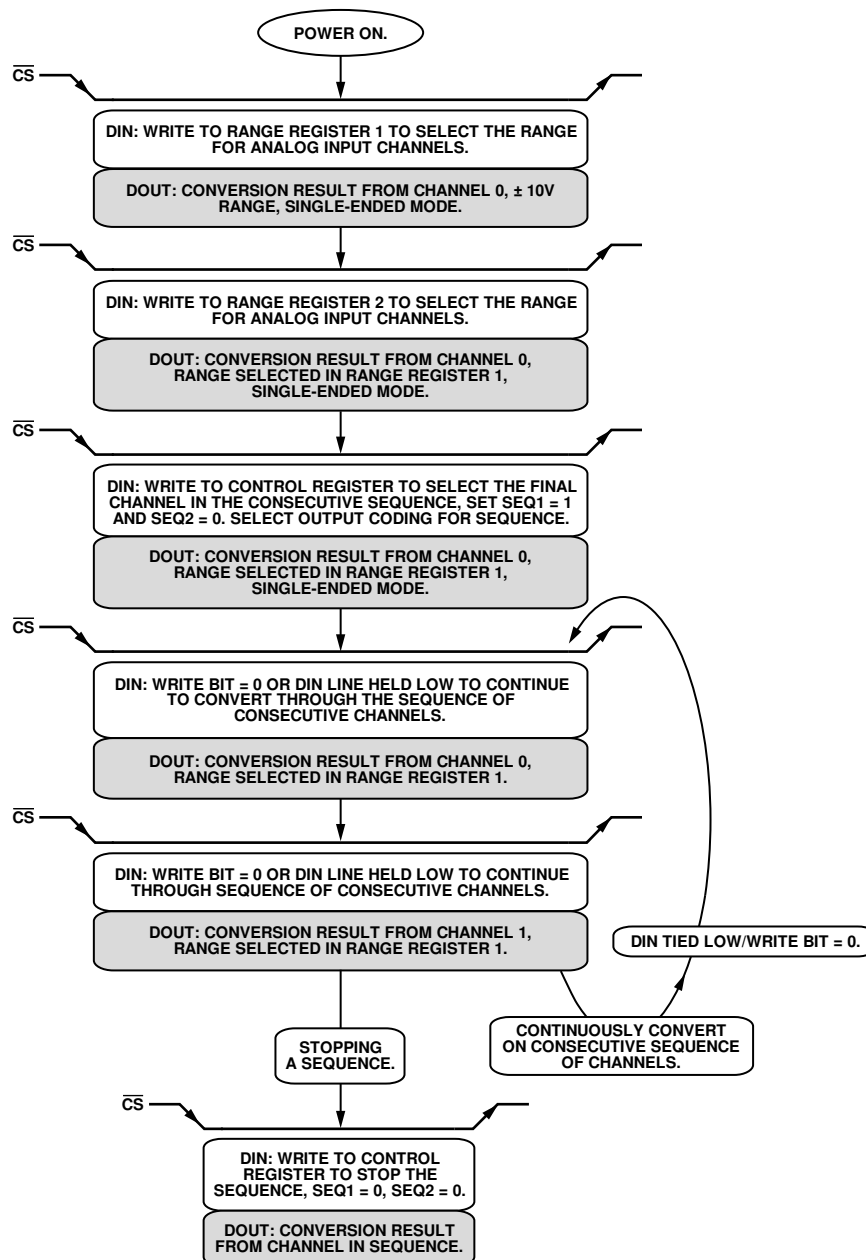 POWER ON.
CS
DIN: WRITE TO RANGE REGISTER 1 TO SELECT THE RANGE
FOR ANALOG INPUT CHANNELS.
DOUT: CONVERSION RESULT FROM CHANNEL 0, ± 10V
RANGE, SINGLE-ENDED MODE.
CS
DIN: WRITE TO RANGE REGISTER 2 TO SELECT THE RANGE
FOR ANALOG INPUT CHANNELS.
DOUT: CONVERSION RESULT FROM CHANNEL 0,
RANGE SELECTED IN RANGE REGISTER 1,
SINGLE-ENDED MODE.
CS
DIN: WRITE TO CONTROL REGISTER TO SELECT THE FINAL
CHANNEL IN THE CONSECUTIVE SEQUENCE, SET SEQ1 = 1
AND SEQ2 = 0. SELECT OUTPUT CODING FOR SEQUENCE.
DOUT: CONVERSION RESULT FROM CHANNEL 0,
RANGE SELECTED IN RANGE REGISTER 1,
SINGLE-ENDED MODE.
CS
DIN: WRITE BIT = 0 OR DIN LINE HELD LOW TO CONTINUE
TO CONVERT THROUGH THE SEQUENCE OF
CONSECUTIVE CHANNELS.
DOUT: CONVERSION RESULT FROM CHANNEL 0,
RANGE SELECTED IN RANGE REGISTER 1.
CS
DIN: WRITE BIT = 0 OR DIN LINE HELD LOW TO CONTINUE
THROUGH SEQUENCE OF CONSECUTIVE CHANNELS.
DOUT: CONVERSION RESULT FROM CHANNEL 1,
RANGE SELECTED IN RANGE REGISTER 1.
DIN TIED LOW/WRITE BIT = 0.
CONTINUOUSLY CONVERT
ON CONSECUTIVE SEQUENCE
OF CHANNELS.
STOPPING
A SEQUENCE.
CS
DIN: WRITE TO CONTROL
REGISTER TO STOP THE
SEQUENCE, SEQ1 = 0, SEQ2 = 0.
DOUT: CONVERSION RESULT
FROM CHANNEL IN SEQUENCE.